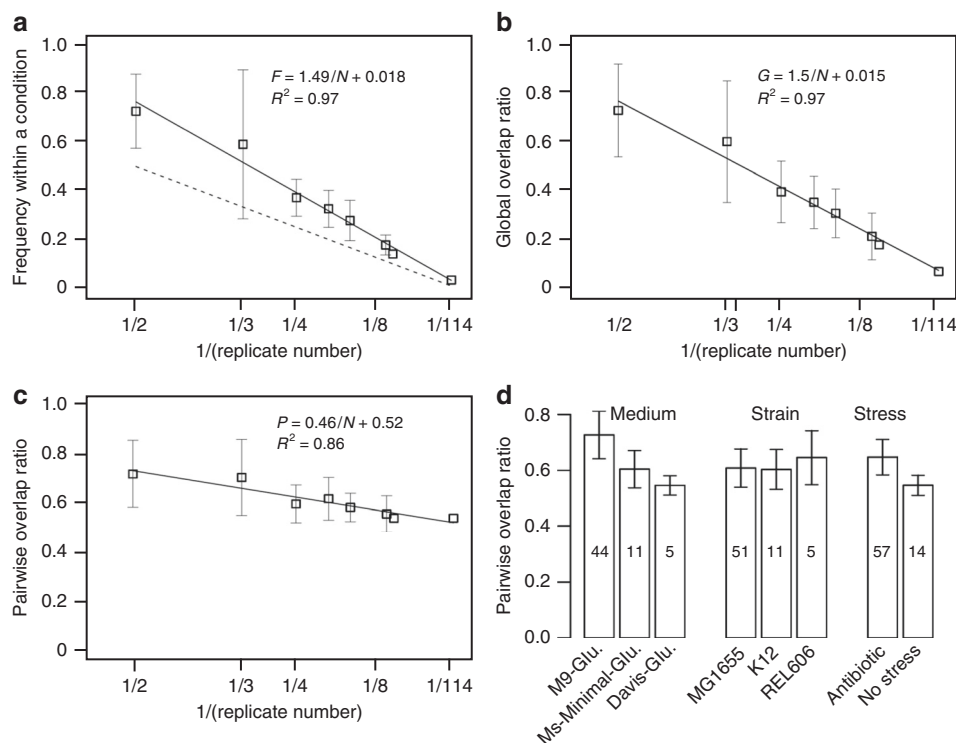 a
1.0
0.8
0.6
0.4
0.2
0
Frequency within a condition
F = 1.49/N + 0.018
R² = 0.97
1/2 1/3 1/4 1/8 1/114
1/(replicate number)
b
1.0
0.8
0.6
0.4
0.2
0
Global overlap ratio
G = 1.5/N + 0.015
R² = 0.97
1/2 1/3 1/4 1/8 1/114
1/(replicate number)
c
1.0
0.8
0.6
0.4
0.2
0
Pairwise overlap ratio
P = 0.46/N + 0.52
R² = 0.86
1/2 1/3 1/4 1/8 1/114
1/(replicate number)
d
0.8
0.6
0.4
0.2
0.0
Pairwise overlap ratio
Medium Strain Stress
44 11 5 51 11 5 57 14
M9-Glu.
Ms-Minimal-Glu.
Davis-Glu.
MG1655
K12
REL606
Antibiotic
No stress